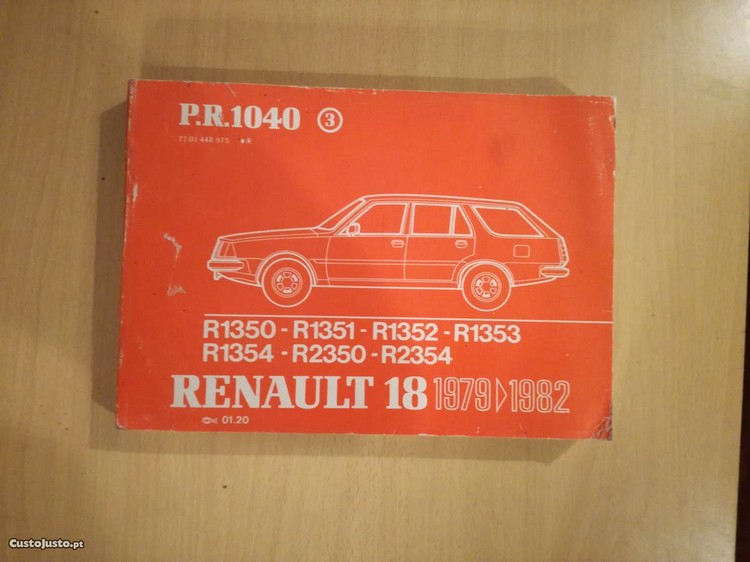 P.R.1040 3
77 01 448 975
R1350 - R1351 - R1352 - R1353
R1354 - R2350 - R2354
RENAULT 18 1979 1982
01.20
CustoJusto.pt